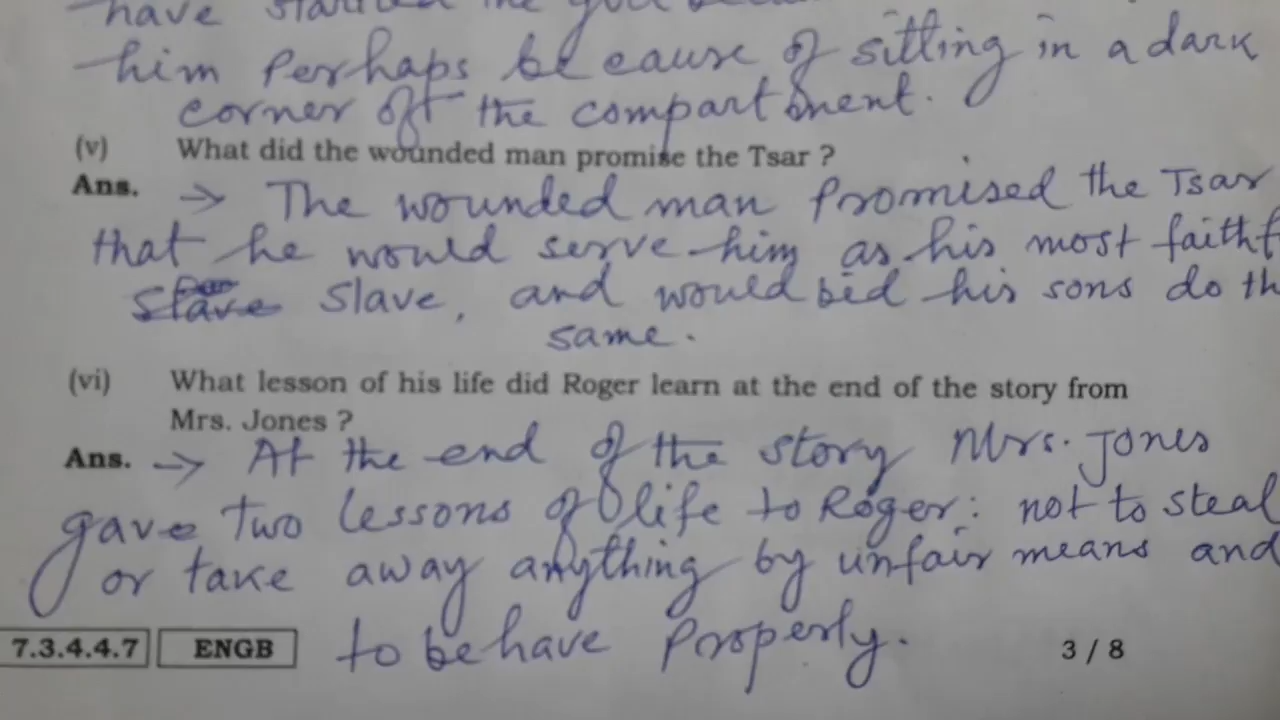 have started the
him Perhaps because of sitting in a dark
corner oft the compartment.
(v) What did the wounded man promise the Tsar ?
Ans. → The wounded man Promised the Tsar
that he would serve him as his most faithf
Slave Slave, and would bid his sons do th
same.
(vi) What lesson of his life did Roger learn at the end of the story from
Mrs. Jones ?
Ans. → At the end of the story Mrs. Jones
gave two lessons of life to Roger: not to steal
or take away anything by unfair means and
7.3.4.4.7 ENGB to behave Properly. 3 / 8